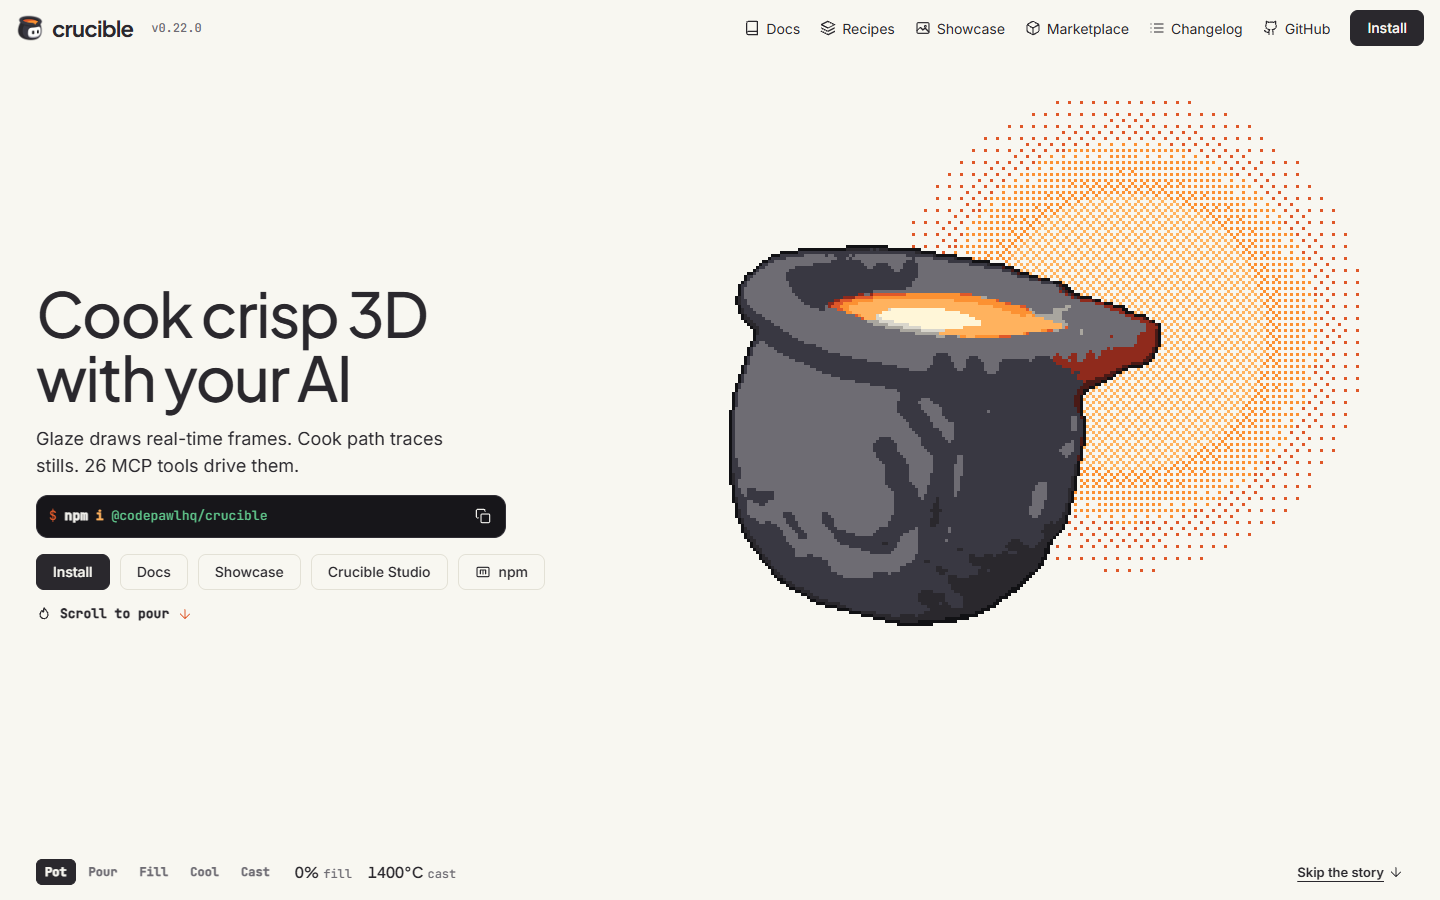 crucible v0.22.0 Docs Recipes Showcase Marketplace Changelog GitHub Install
Cook crisp 3D
with your AI
Glaze draws real-time frames. Cook path traces
stills. 26 MCP tools drive them.
$ npm i @codepawlhq/crucible
Install Docs Showcase Crucible Studio npm
Scroll to pour
Pot Pour Fill Cool Cast 0% fill 1400°C cast Skip the story